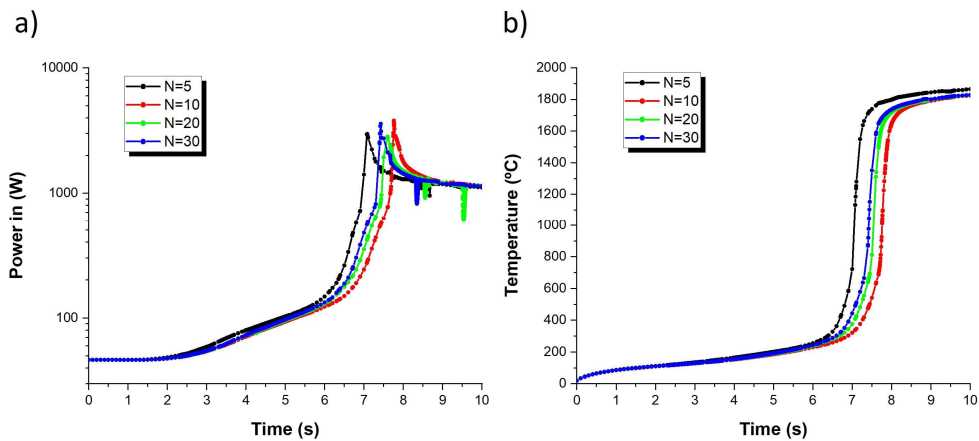 a)
10000
1000
100
Power in (W)
N=5
N=10
N=20
N=30
0 1 2 3 4 5 6 7 8 9 10
Time (s)
b)
2000
1800
1600
1400
1200
1000
800
600
400
200
0
Temperature (ºC)
N=5
N=10
N=20
N=30
0 1 2 3 4 5 6 7 8 9 10
Time (s)